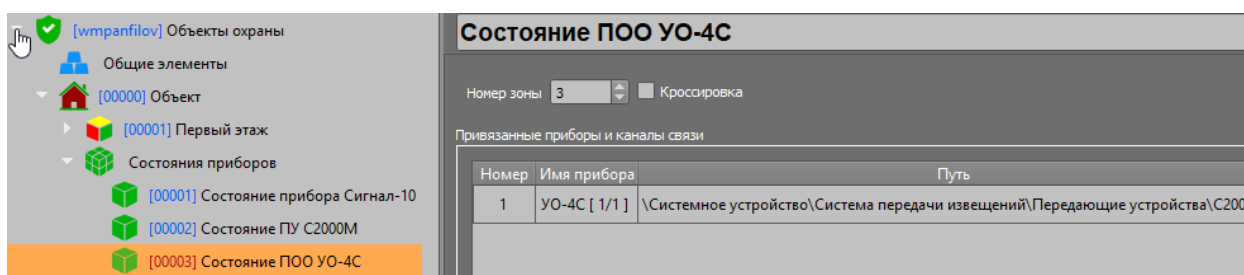 [wmpanfilov] Объекты охраны
Общие элементы
[00000] Объект
[00001] Первый этаж
Состояния приборов
[00001] Состояние прибора Сигнал-10
[00002] Состояние ПУ С2000М
[00003] Состояние ПОО УО-4С
Состояние ПОО УО-4С
Номер зоны 3 Кроссировка
Привязанные приборы и каналы связи
Номер Имя прибора Путь
1 УО-4С [ 1/1 ] \Системное устройство\Система передачи извещений\Передающие устройства\С200